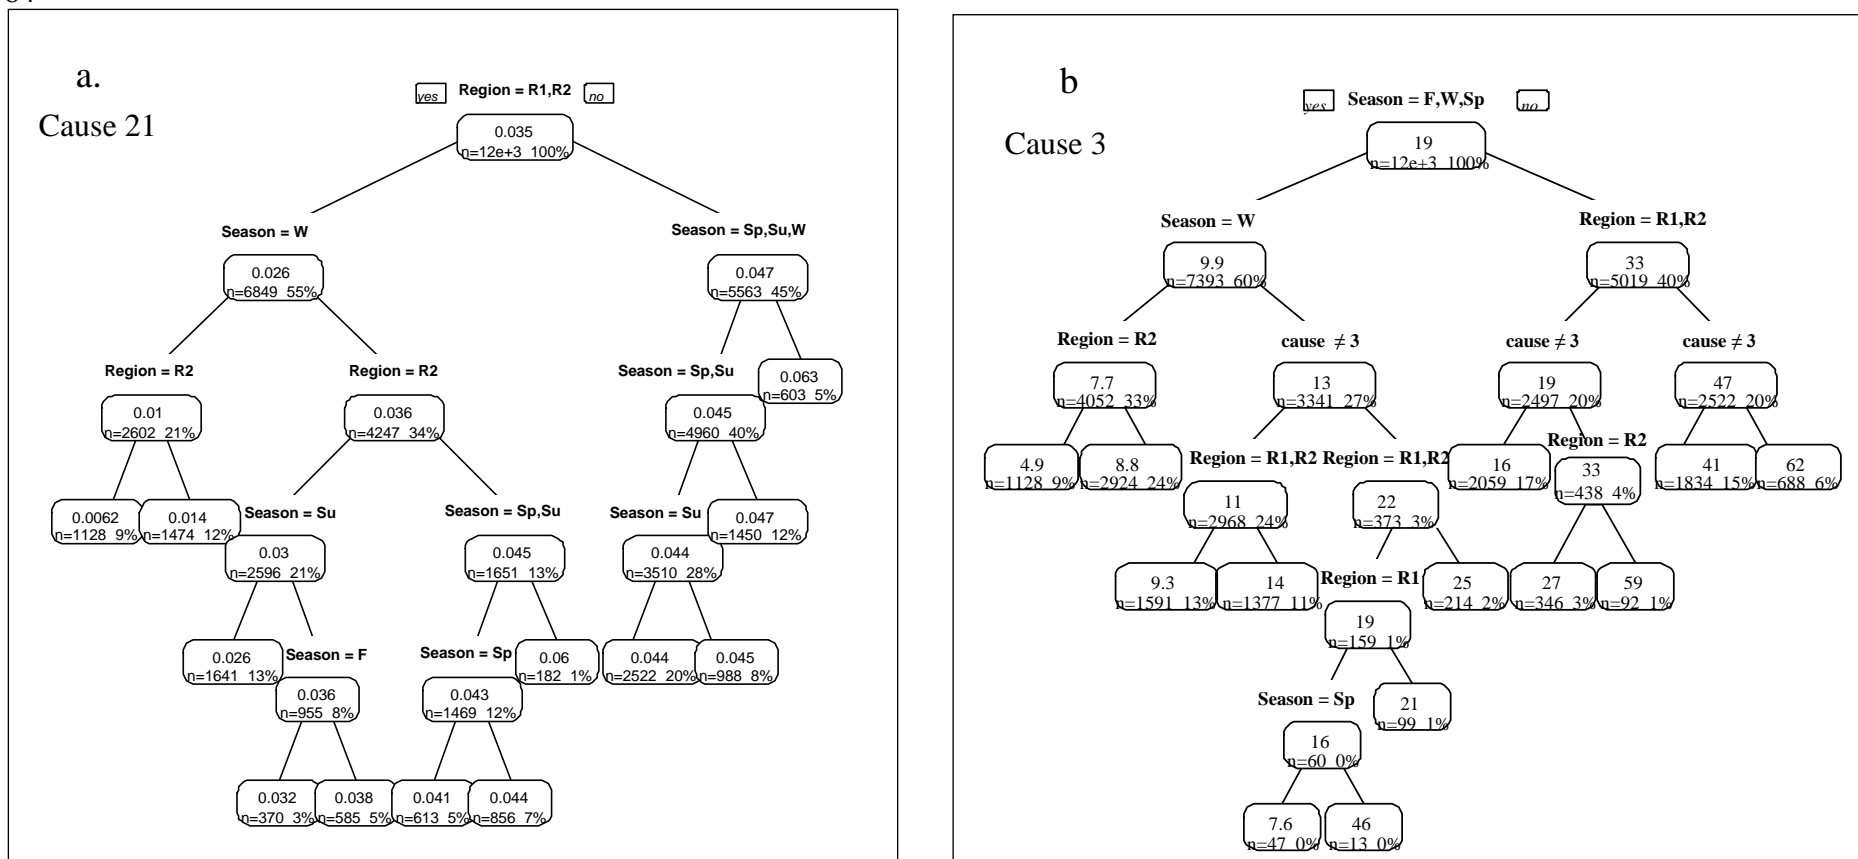 a.
Cause 21
yes Region = R1,R2 no
0.035
n=12e+3 100%
Season = W
Season = Sp,Su,W
0.026
n=6849 55%
0.047
n=5563 45%
Region = R2
Region = R2
Season = Sp,Su
0.063
n=603 5%
0.01
n=2602 21%
0.036
n=4247 34%
0.045
n=4960 40%
0.0062
n=1128 9%
0.014
n=1474 12%
Season = Su
Season = Sp,Su
Season = Su
0.047
n=1450 12%
0.03
n=2596 21%
0.045
n=1651 13%
0.044
n=3510 28%
0.026
n=1641 13%
Season = F
Season = Sp
0.06
n=182 1%
0.044
n=2522 20%
0.045
n=988 8%
0.036
n=955 8%
0.043
n=1469 12%
0.032
n=370 3%
0.038
n=585 5%
0.041
n=613 5%
0.044
n=856 7%
b
Cause 3
yes Season = F,W,Sp no
19
n=12e+3 100%
Season = W
Region = R1,R2
9.9
n=7393 60%
33
n=5019 40%
Region = R2
cause ≠ 3
cause ≠ 3
cause ≠ 3
7.7
n=4052 33%
13
n=3341 27%
19
n=2497 20%
47
n=2522 20%
4.9
n=1128 9%
8.8
n=2924 24%
Region = R1,R2
Region = R1,R2
16
n=2059 17%
Region = R2
33
n=438 4%
41
n=1834 15%
62
n=688 6%
11
n=2968 24%
22
n=373 3%
9.3
n=1591 13%
14
n=1377 11%
Region = R1
25
n=214 2%
27
n=346 3%
59
n=92 1%
19
n=159 1%
Season = Sp
21
n=99 1%
16
n=60 0%
7.6
n=47 0%
46
n=13 0%